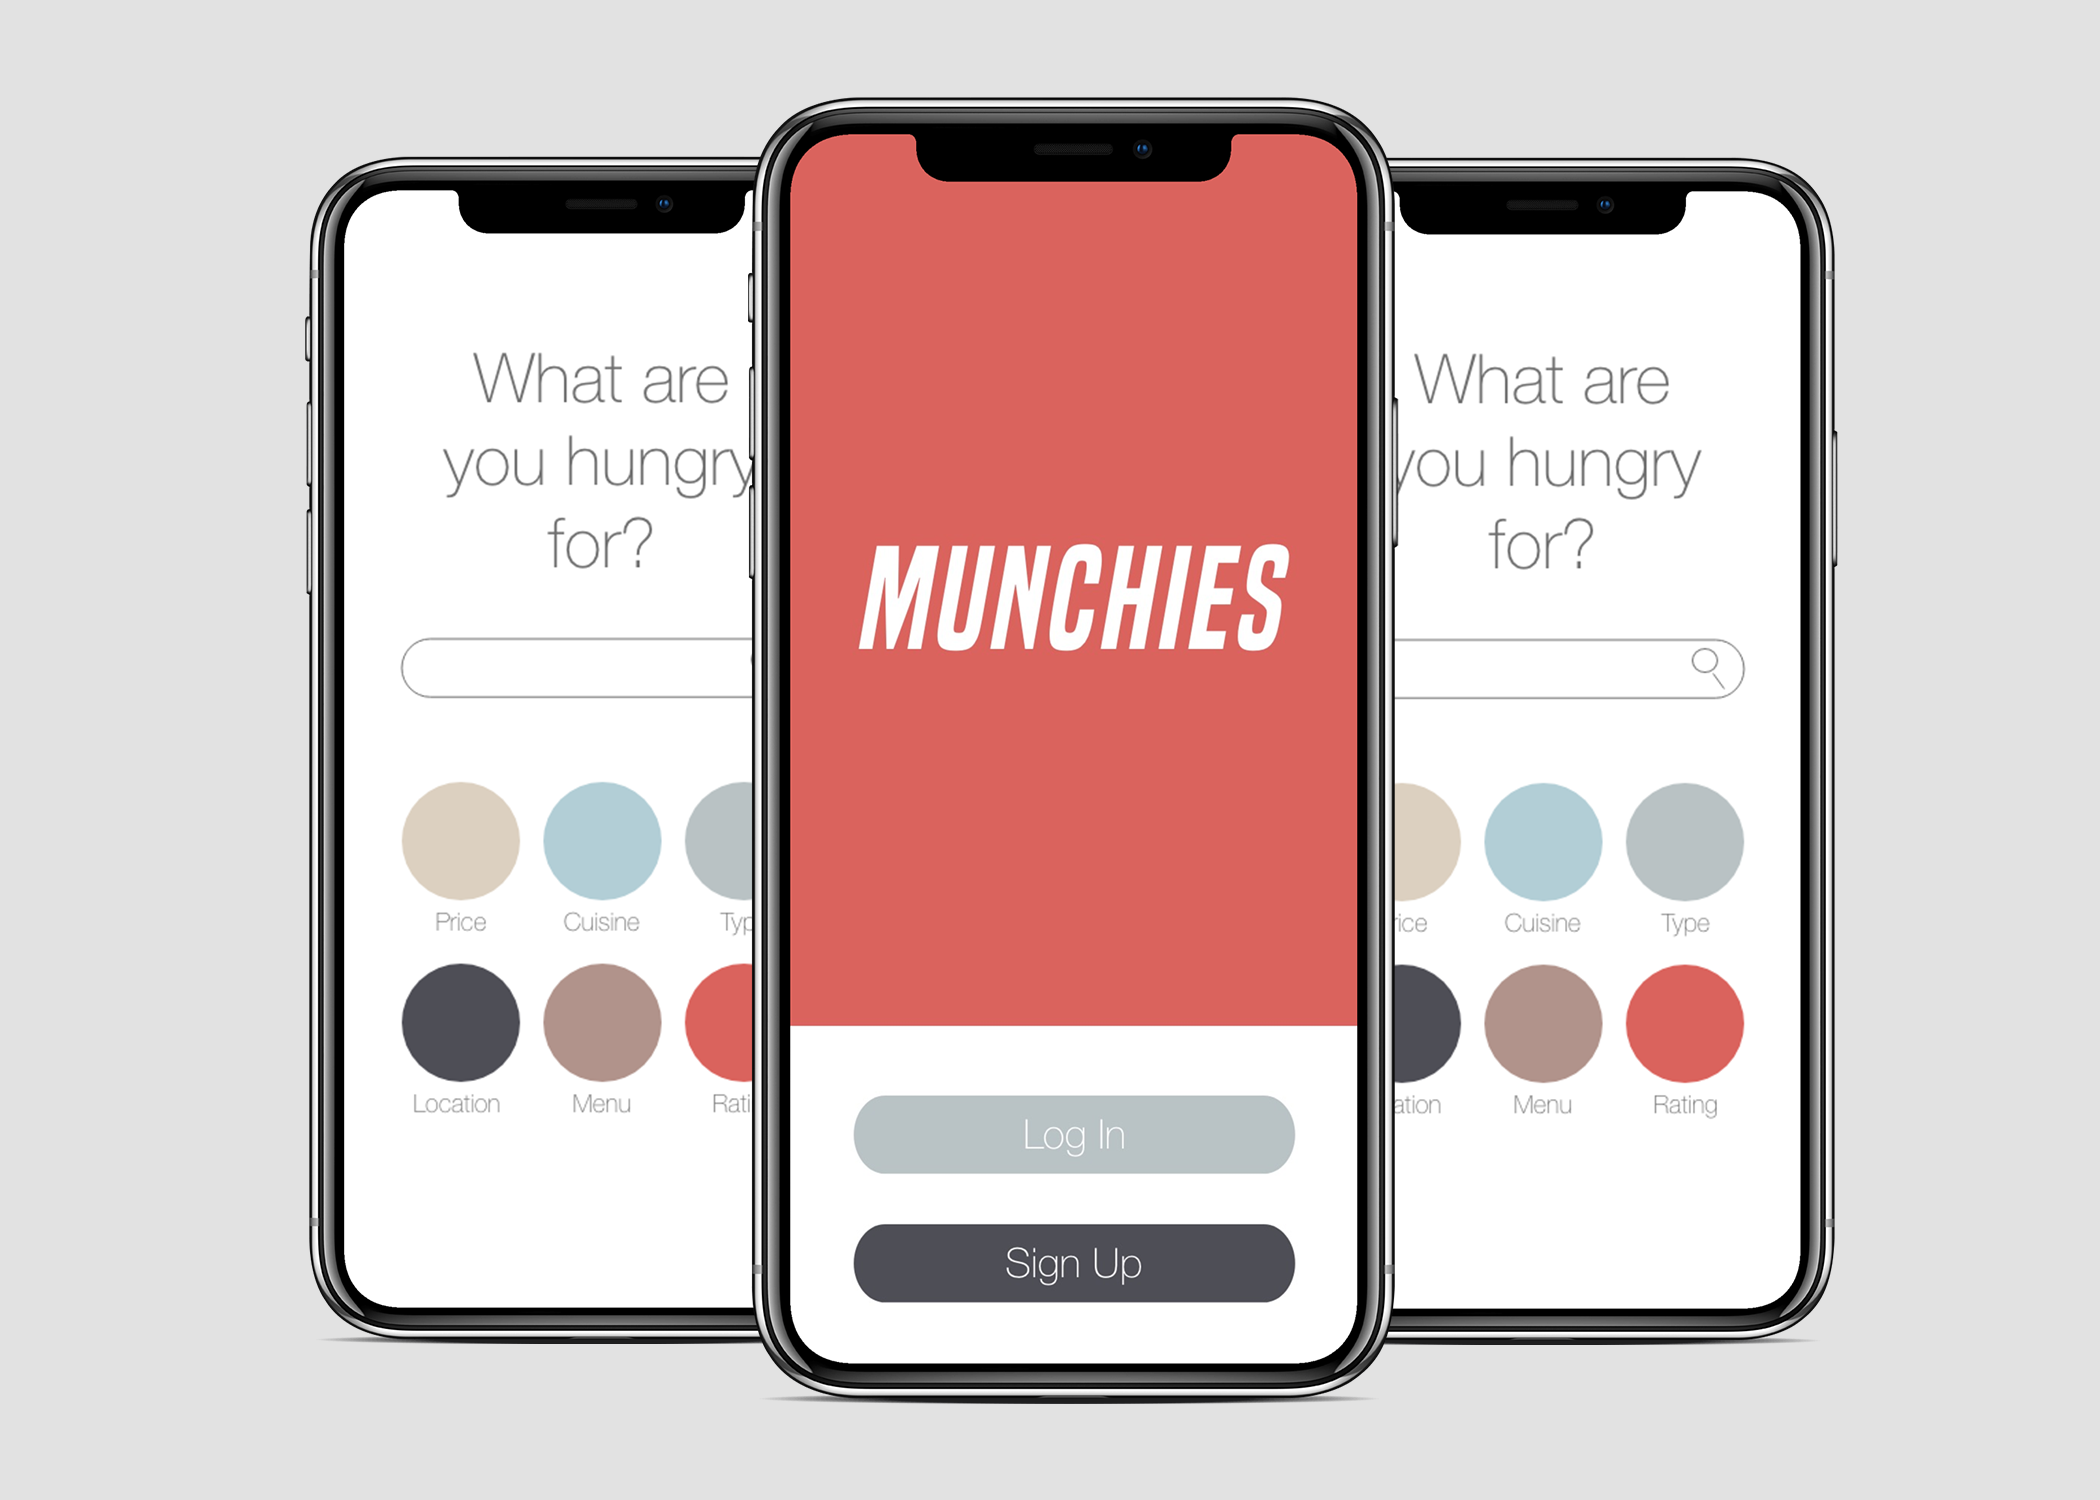 What are
you hungry
for?
Price
Cuisine
Typ
Location
Menu
Rati
MUNCHIES
Log In
Sign Up
What are
you hungry
for?
rice
Cuisine
Type
ation
Menu
Rating